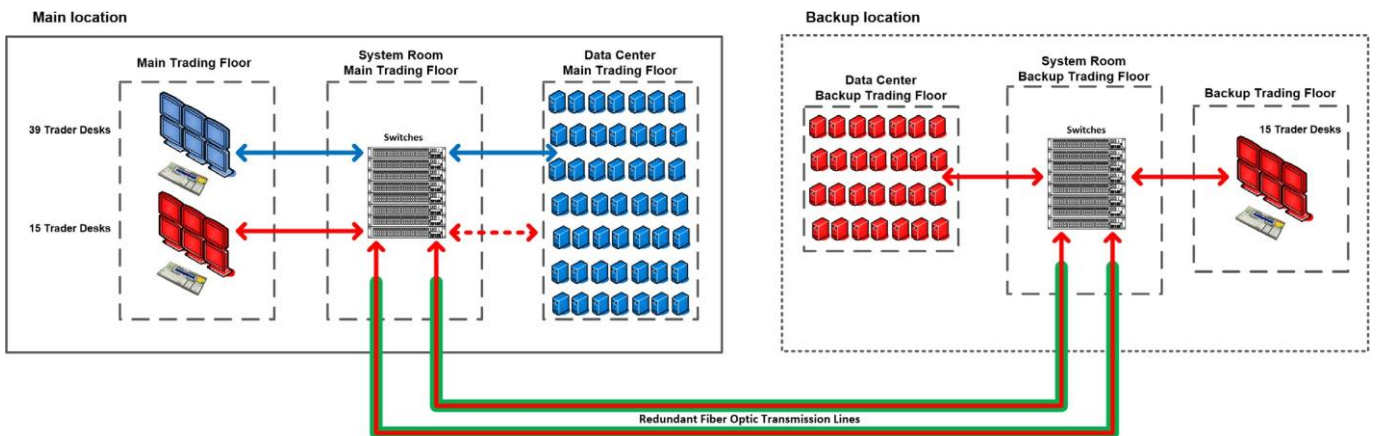 Main location
Main Trading Floor
System Room
Main Trading Floor
Data Center
Main Trading Floor
39 Trader Desks
15 Trader Desks
Switches
Backup location
Data Center
Backup Trading Floor
System Room
Backup Trading Floor
Backup Trading Floor
Switches
15 Trader Desks
Redundant Fiber Optic Transmission Lines